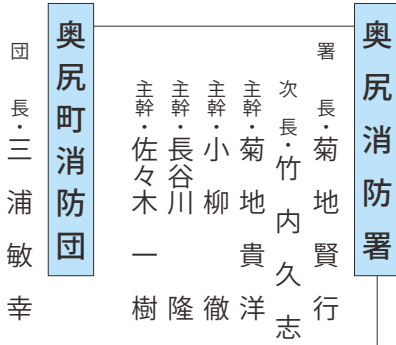 奥尻消防署
署長・菊地賢行
次長・竹内久志
主幹・菊地貴洋
主幹・小柳徹
主幹・長谷川隆
主幹・佐々木一樹
奥尻町消防団
団長・三浦敏幸